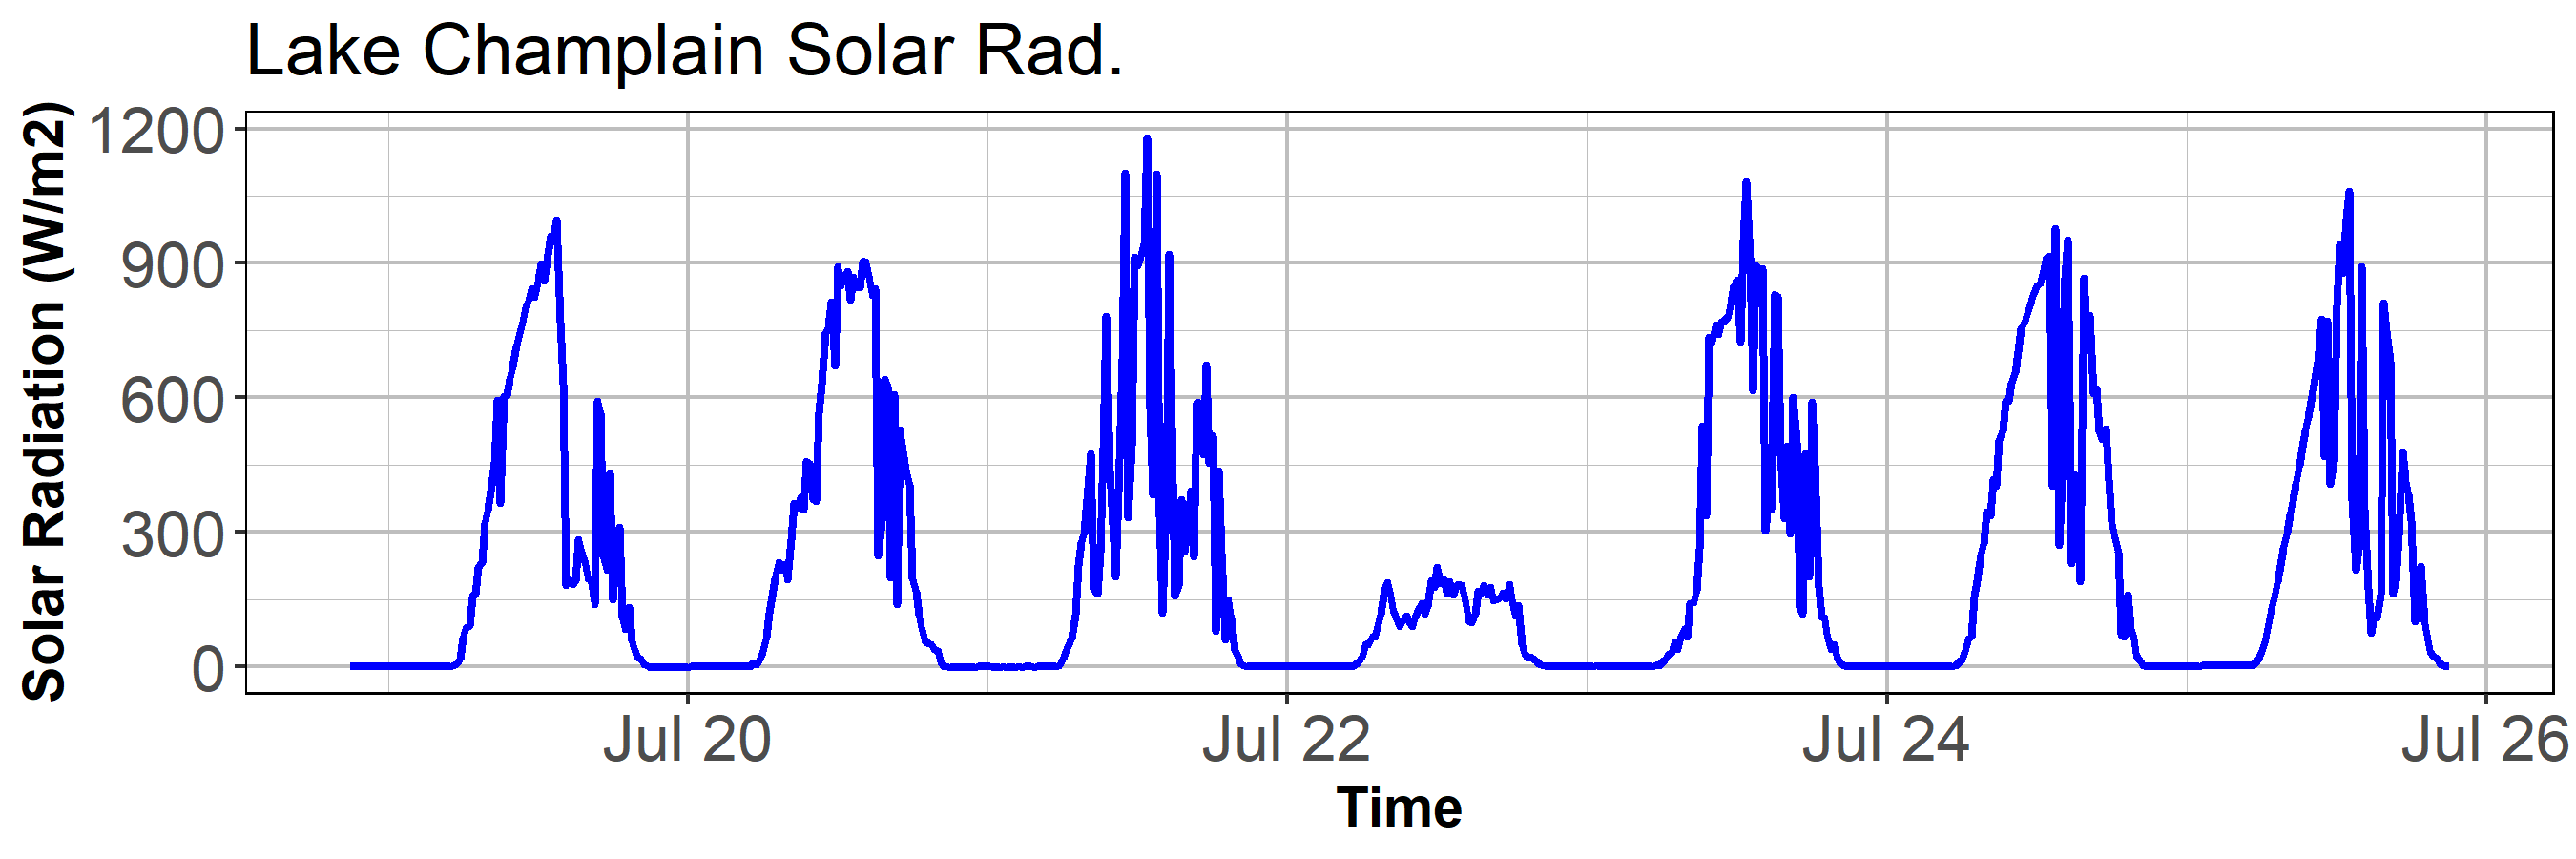 Lake Champlain Solar Rad.
Solar Radiation (W/m2)
1200
900
600
300
0
Jul 20 Jul 22 Jul 24 Jul 26
Time